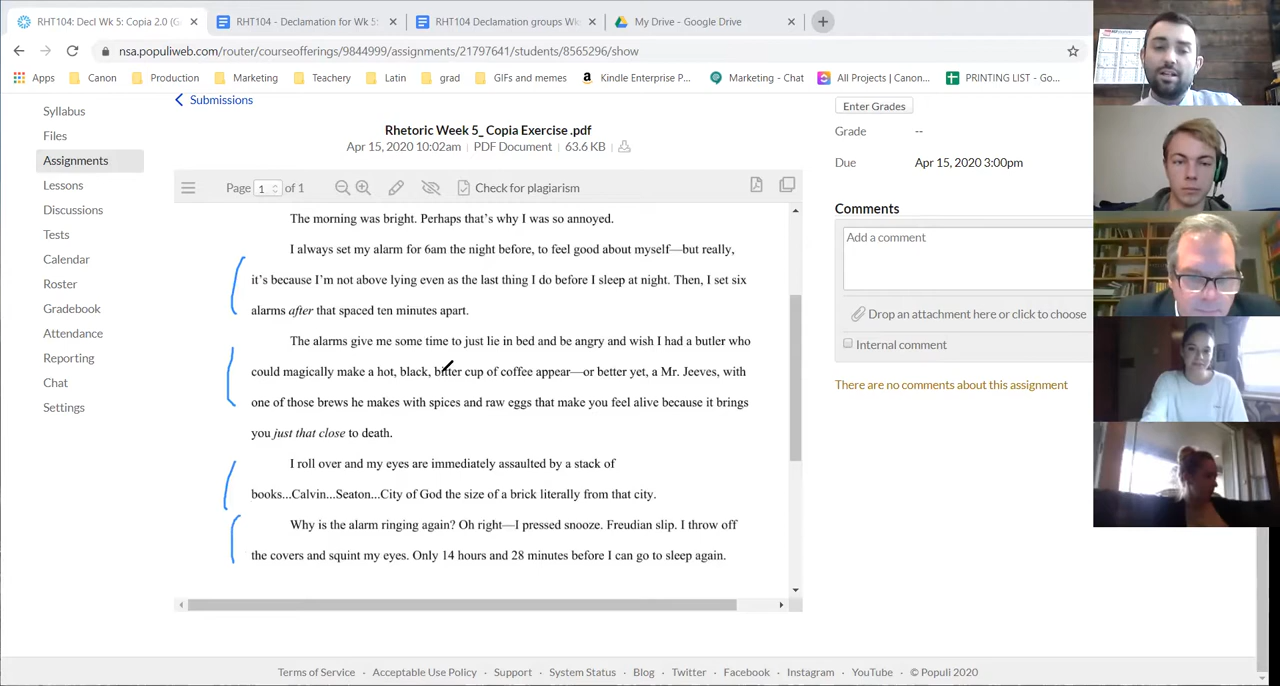 RHT104: Decl Wk 5: Copia 2.0 (G
RHT104 - Declamation for Wk 5:
RHT104 Declamation groups Wk
My Drive - Google Drive
nsa.populiweb.com/router/courseofferings/9844999/
21797641/students/8565296/show
Apps
Canon
Production
Marketing
Teachery
Latin
grad
GIFs and memes
Kindle Enterprise P...
Marketing - Chat
All Projects (Canon...
PRINTING LIST - Go...
Syllabus
Files
Assignments
Lessons
Discussions
Tests
Calendar
Roster
Gradebook
Attendance
Reporting
Chat
Settings
Submissions
Rhetoric Week 5_ Copia Exercise .pdf
Apr 15, 2020 10:02am | PDF Document | 63.6 KB
Page 1 of 1
Check for plagiarism
The morning was bright. Perhaps that's why I was so annoyed.
I always set my alarm for 6am the night before, to feel good about myself—but really,
it's because I'm not above lying even as the last thing I do before I sleep at night. Then, I set six
alarms after that spaced ten minutes apart.
The alarms give me some time to just lie in bed and be angry and wish I had a butler who
could magically make a hot, black, bitter cup of coffee appear—or better yet, a Mr. Jeeves, with
one of those brews he makes with spices and raw eggs that make you feel alive because it brings
you just that close to death.
I roll over and my eyes are immediately assaulted by a stack of
books...Calvin...Seaton...City of God the size of a brick literally from that city.
Why is the alarm ringing again? Oh right—I pressed snooze. Freudian slip. I throw off
the covers and squint my eyes. Only 14 hours and 28 minutes before I can go to sleep again.
Enter Grades
Grade --
Due Apr 15, 2020 3:00pm
Comments
Add a comment
Drop an attachment here or click to choose
Internal comment
There are no comments about this assignment
Terms of Service · Acceptable Use Policy · Support · System Status · Blog · Twitter · Facebook · Instagram · YouTube · © Populi 2020